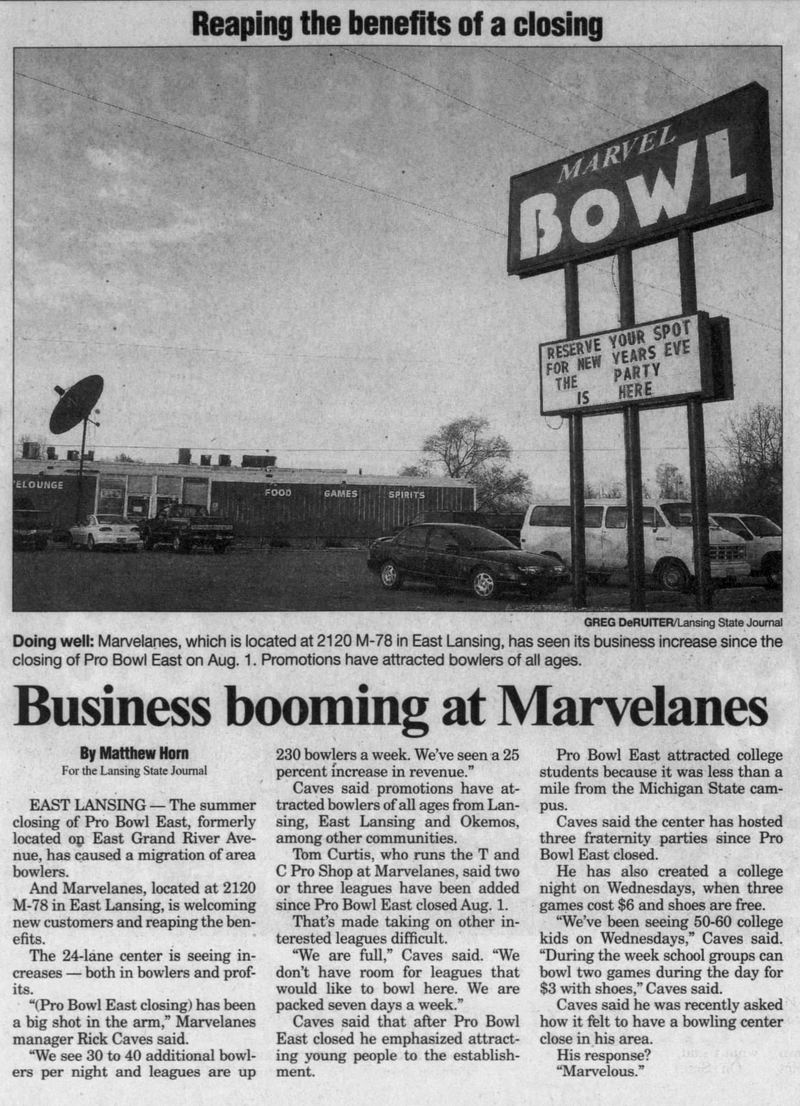 Reaping the benefits of a closing
MARVEL
BOWL
RESERVE YOUR SPOT
FOR NEW YEARS EVE
THE PARTY
IS HERE
ELOUNGE
FOOD GAMES SPIRITS
GREG DeRUITER/Lansing State Journal
Doing well: Marvelanes, which is located at 2120 M-78 in East Lansing, has seen its business increase since the
closing of Pro Bowl East on Aug. 1. Promotions have attracted bowlers of all ages.
Business booming at Marvelanes
By Matthew Horn
For the Lansing State Journal
EAST LANSING — The summer
closing of Pro Bowl East, formerly
located on East Grand River Ave-
nue, has caused a migration of area
bowlers.
And Marvelanes, located at 2120
M-78 in East Lansing, is welcoming
new customers and reaping the ben-
efits.
The 24-lane center is seeing in-
creases — both in bowlers and prof-
its.
“(Pro Bowl East closing) has been
a big shot in the arm,” Marvelanes
manager Rick Caves said.
“We see 30 to 40 additional bowl-
ers per night and leagues are up
230 bowlers a week. We’ve seen a 25
percent increase in revenue.”
Caves said promotions have at-
tracted bowlers of all ages from Lan-
sing, East Lansing and Okemos,
among other communities.
Tom Curtis, who runs the T and
C Pro Shop at Marvelanes, said two
or three leagues have been added
since Pro Bowl East closed Aug. 1.
That’s made taking on other in-
terested leagues difficult.
“We are full,” Caves said. “We
don’t have room for leagues that
would like to bowl here. We are
packed seven days a week.”
Caves said that after Pro Bowl
East closed he emphasized attract-
ing young people to the establish-
ment.
Pro Bowl East attracted college
students because it was less than a
mile from the Michigan State cam-
pus.
Caves said the center has hosted
three fraternity parties since Pro
Bowl East closed.
He has also created a college
night on Wednesdays, when three
games cost $6 and shoes are free.
“We’ve been seeing 50-60 college
kids on Wednesdays,” Caves said.
“During the week school groups can
bowl two games during the day for
$3 with shoes,” Caves said.
Caves said he was recently asked
how it felt to have a bowling center
close in his area.
His response?
“Marvelous.”